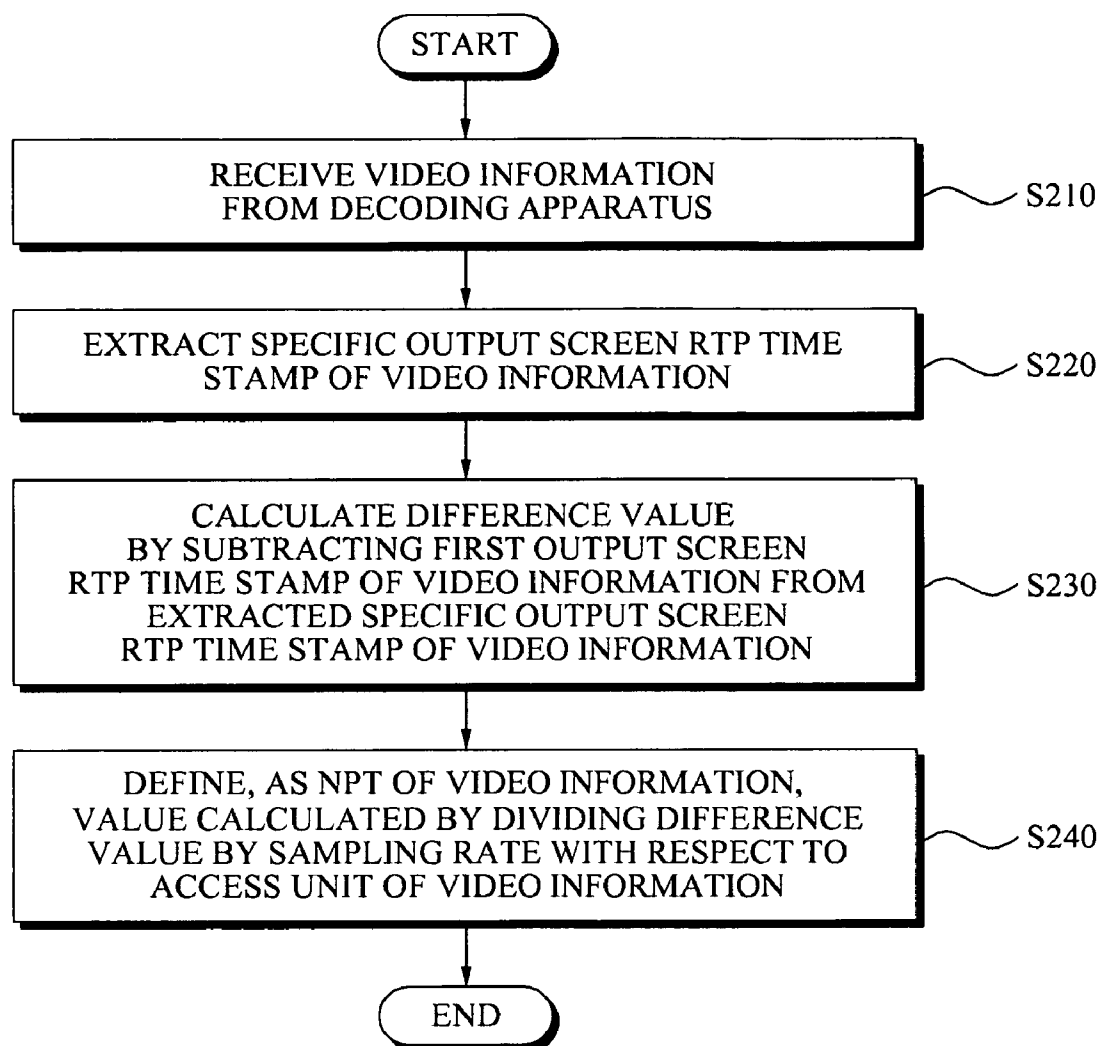 START
RECEIVE VIDEO INFORMATION
FROM DECODING APPARATUS
S210
EXTRACT SPECIFIC OUTPUT SCREEN RTP TIME
STAMP OF VIDEO INFORMATION
S220
CALCULATE DIFFERENCE VALUE
BY SUBTRACTING FIRST OUTPUT SCREEN
RTP TIME STAMP OF VIDEO INFORMATION FROM
EXTRACTED SPECIFIC OUTPUT SCREEN
RTP TIME STAMP OF VIDEO INFORMATION
S230
DEFINE, AS NPT OF VIDEO INFORMATION,
VALUE CALCULATED BY DIVIDING DIFFERENCE
VALUE BY SAMPLING RATE WITH RESPECT TO
ACCESS UNIT OF VIDEO INFORMATION
S240
END